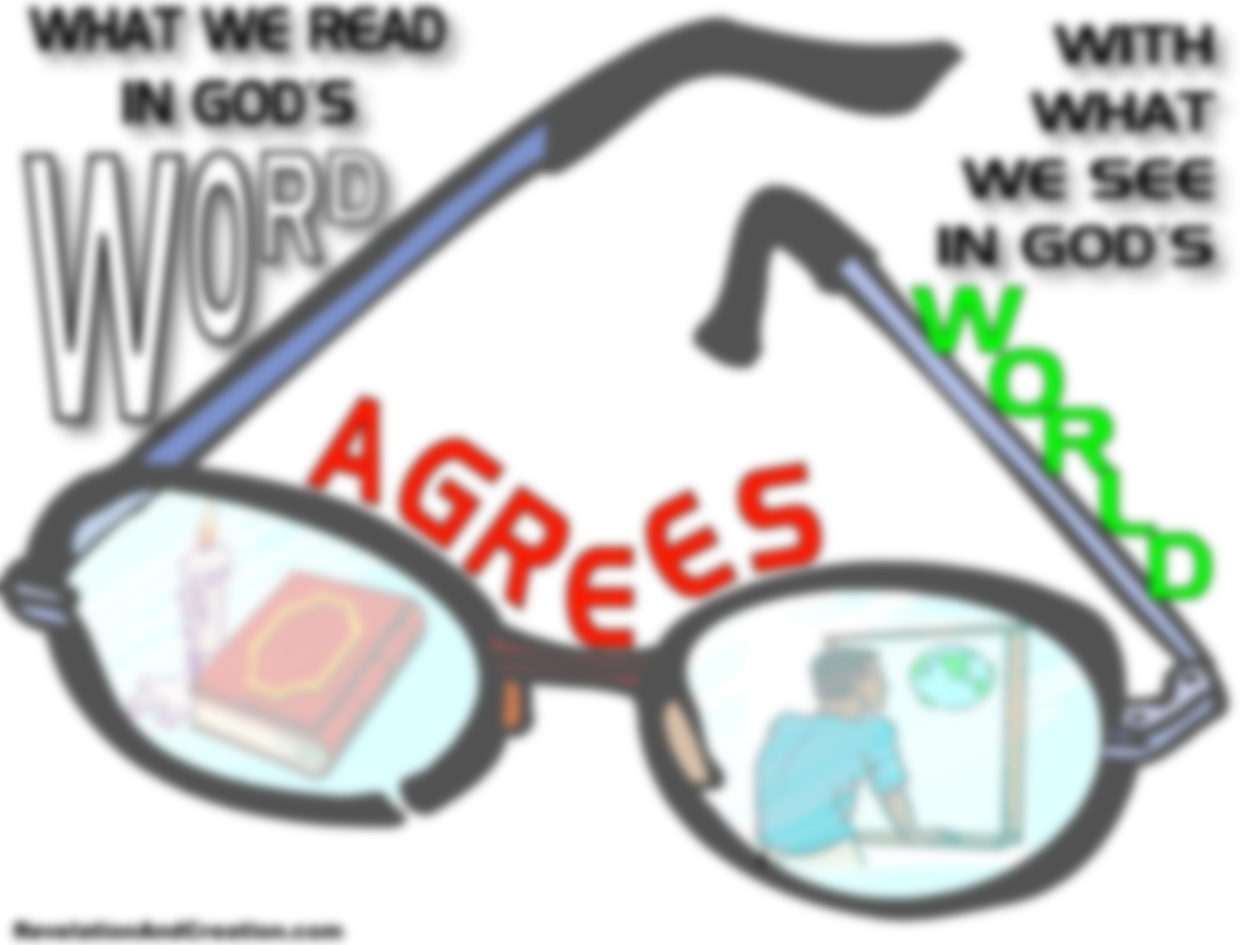 WHAT WE READ
IN GOD'S
WORD
AGREES
WITH
WHAT
WE SEE
IN GOD'S
WORLD
RevelationAndCreation.com